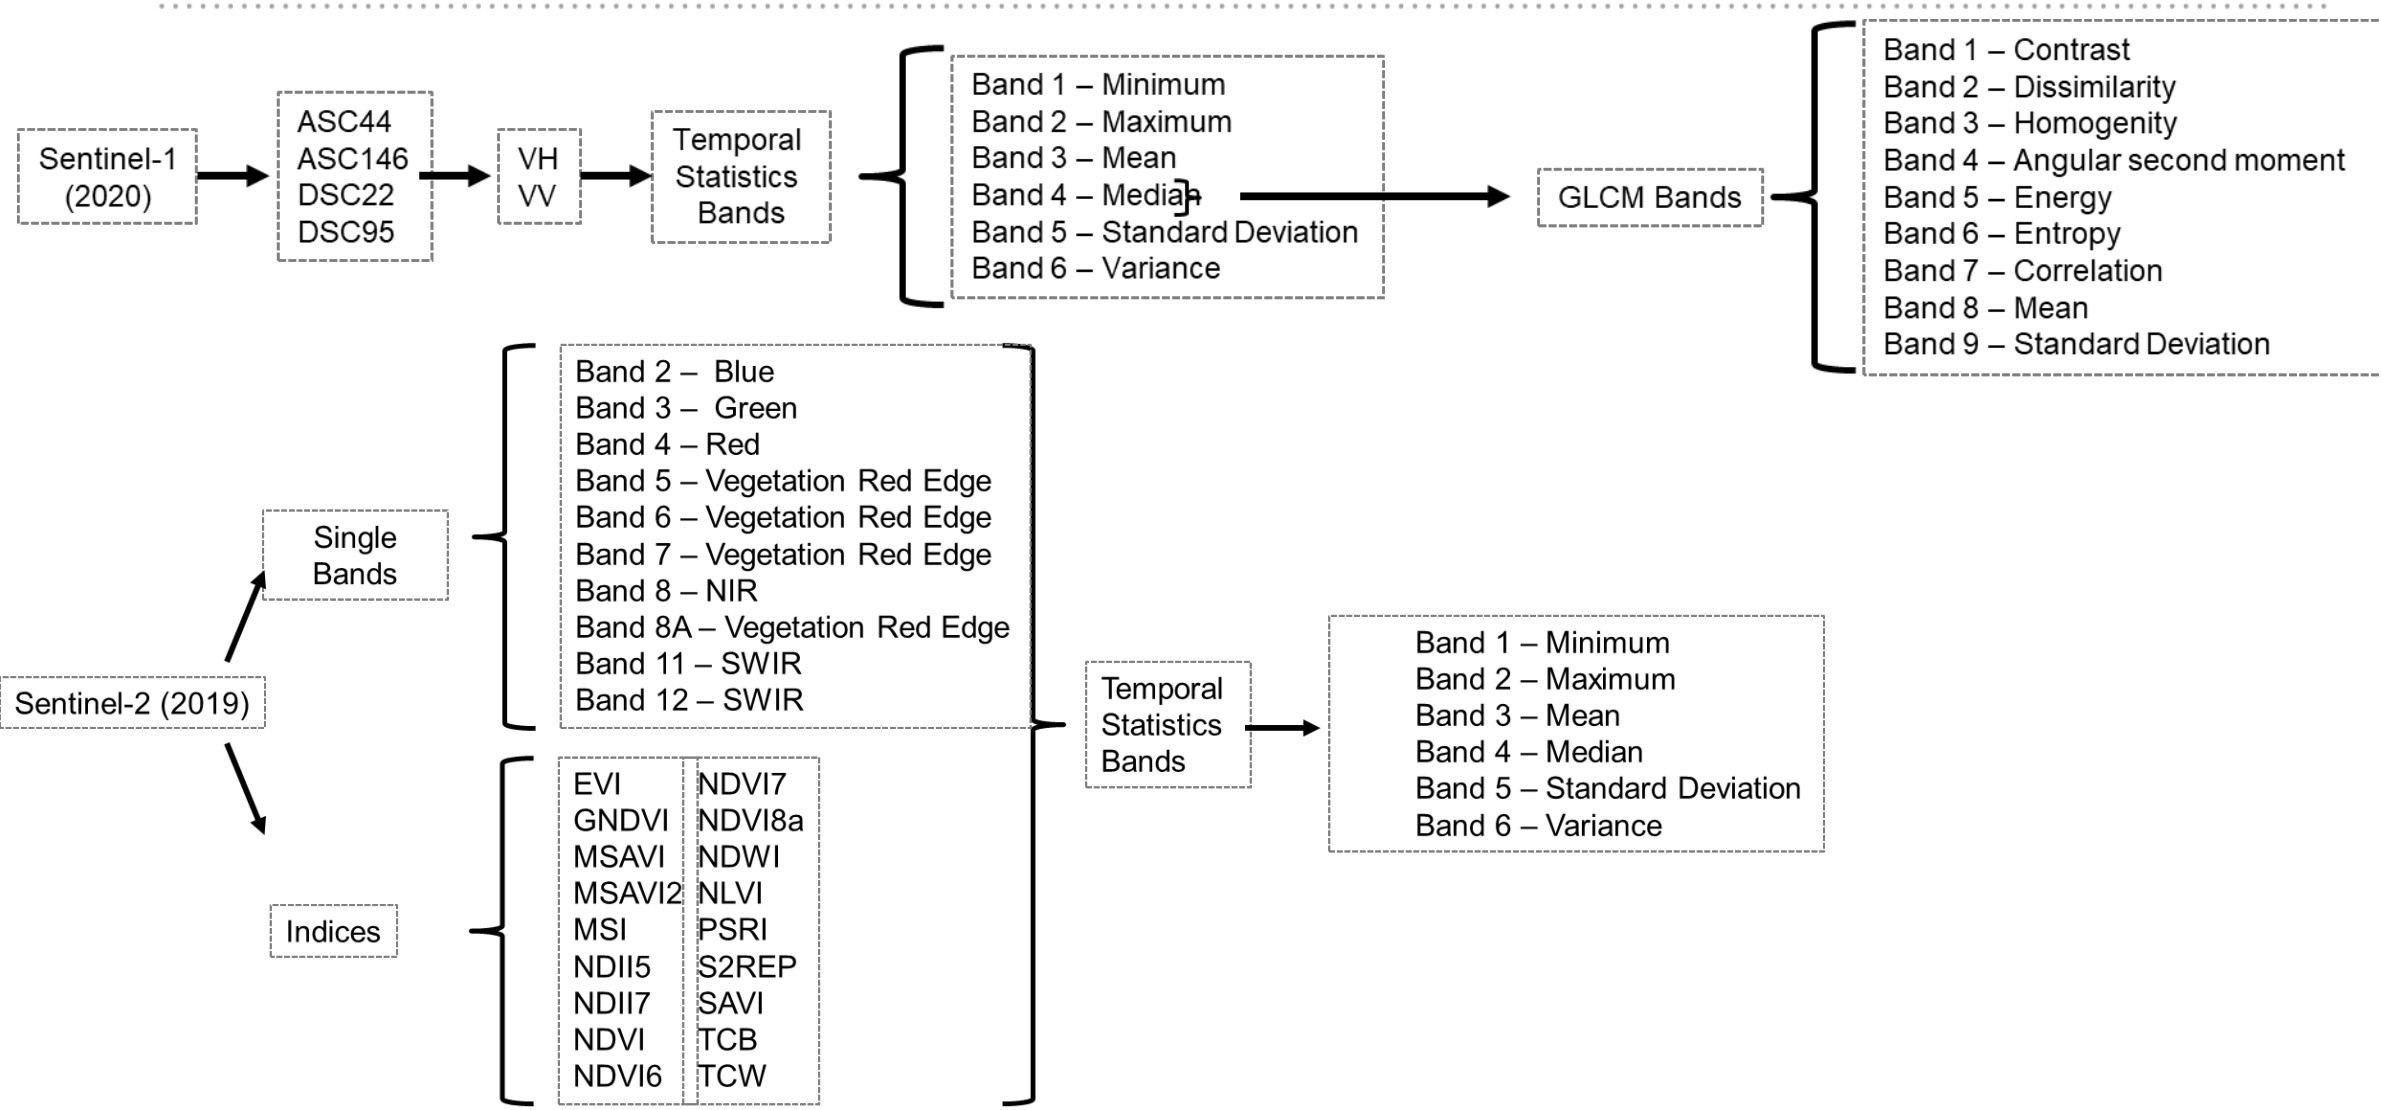 Sentinel-1
(2020)
ASC44
ASC146
DSC22
DSC95
VH
VV
Temporal
Statistics
Bands
Band 1 – Minimum
Band 2 – Maximum
Band 3 – Mean
Band 4 – Median
Band 5 – Standard Deviation
Band 6 – Variance
GLCM Bands
Band 1 – Contrast
Band 2 – Dissimilarity
Band 3 – Homogenity
Band 4 – Angular second moment
Band 5 – Energy
Band 6 – Entropy
Band 7 – Correlation
Band 8 – Mean
Band 9 – Standard Deviation
Sentinel-2 (2019)
Single
Bands
Band 2 – Blue
Band 3 – Green
Band 4 – Red
Band 5 – Vegetation Red Edge
Band 6 – Vegetation Red Edge
Band 7 – Vegetation Red Edge
Band 8 – NIR
Band 8A – Vegetation Red Edge
Band 11 – SWIR
Band 12 – SWIR
Indices
EVI
GNDVI
MSAVI
MSAVI2
MSI
NDII5
NDII7
NDVI
NDVI6
NDVI7
NDVI8a
NDWI
NLVI
PSRI
S2REP
SAVI
TCB
TCW
Temporal
Statistics
Bands
Band 1 – Minimum
Band 2 – Maximum
Band 3 – Mean
Band 4 – Median
Band 5 – Standard Deviation
Band 6 – Variance